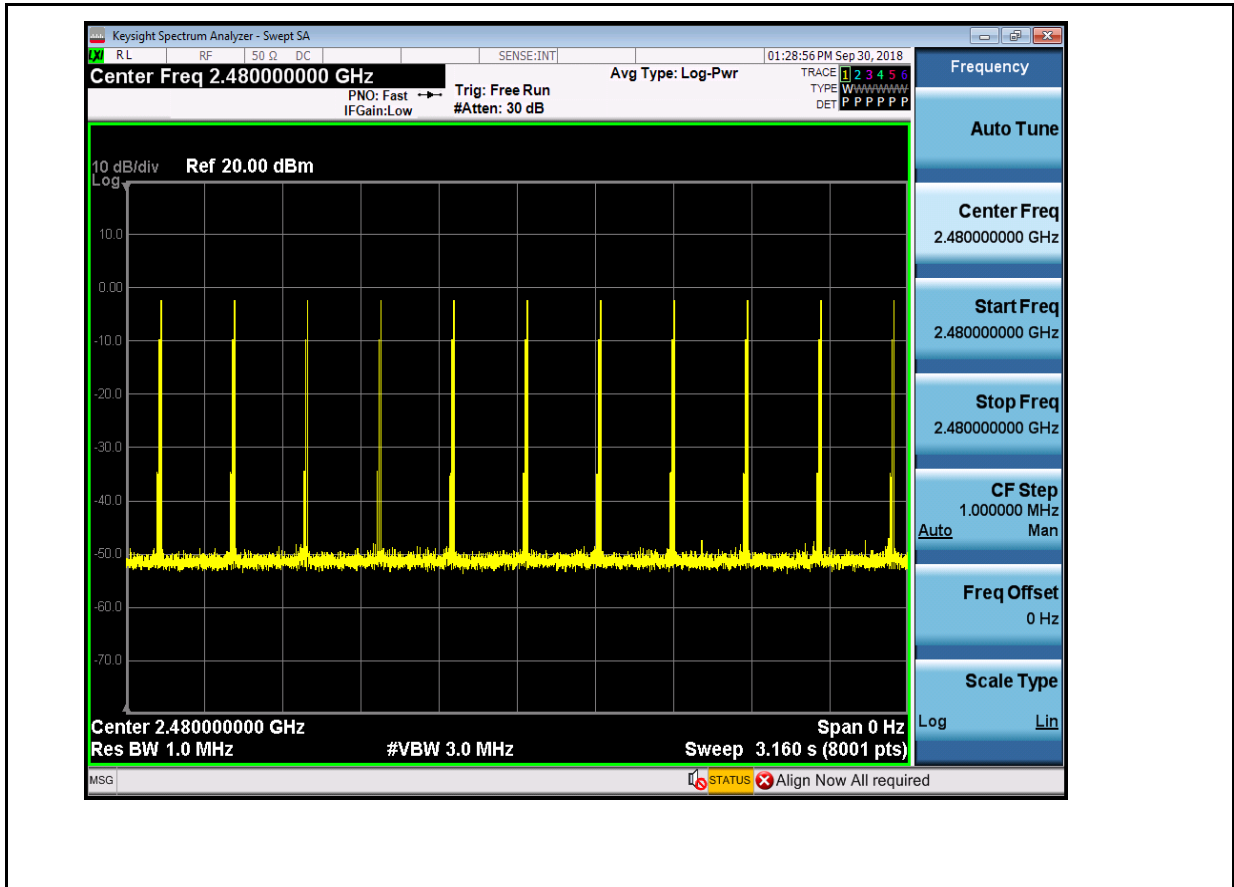 Keysight Spectrum Analyzer - Swept SA
LXI RL RF 50 Ω DC SENSE:INT 01:28:56 PM Sep 30, 2018
Center Freq 2.480000000 GHz
PNO: Fast
IFGain:Low
Trig: Free Run
#Atten: 30 dB
Avg Type: Log-Pwr
TRACE 1 2 3 4 5 6
TYPE WWWWWW
DET P P P P P P
10 dB/div Ref 20.00 dBm
Log
10.0
0.00
-10.0
-20.0
-30.0
-40.0
-50.0
-60.0
-70.0
Center 2.480000000 GHz Span 0 Hz
Res BW 1.0 MHz #VBW 3.0 MHz Sweep 3.160 s (8001 pts)
MSG STATUS Align Now All required
Frequency
Auto Tune
Center Freq
2.480000000 GHz
Start Freq
2.480000000 GHz
Stop Freq
2.480000000 GHz
CF Step
1.000000 MHz
Auto Man
Freq Offset
0 Hz
Scale Type
Log Lin